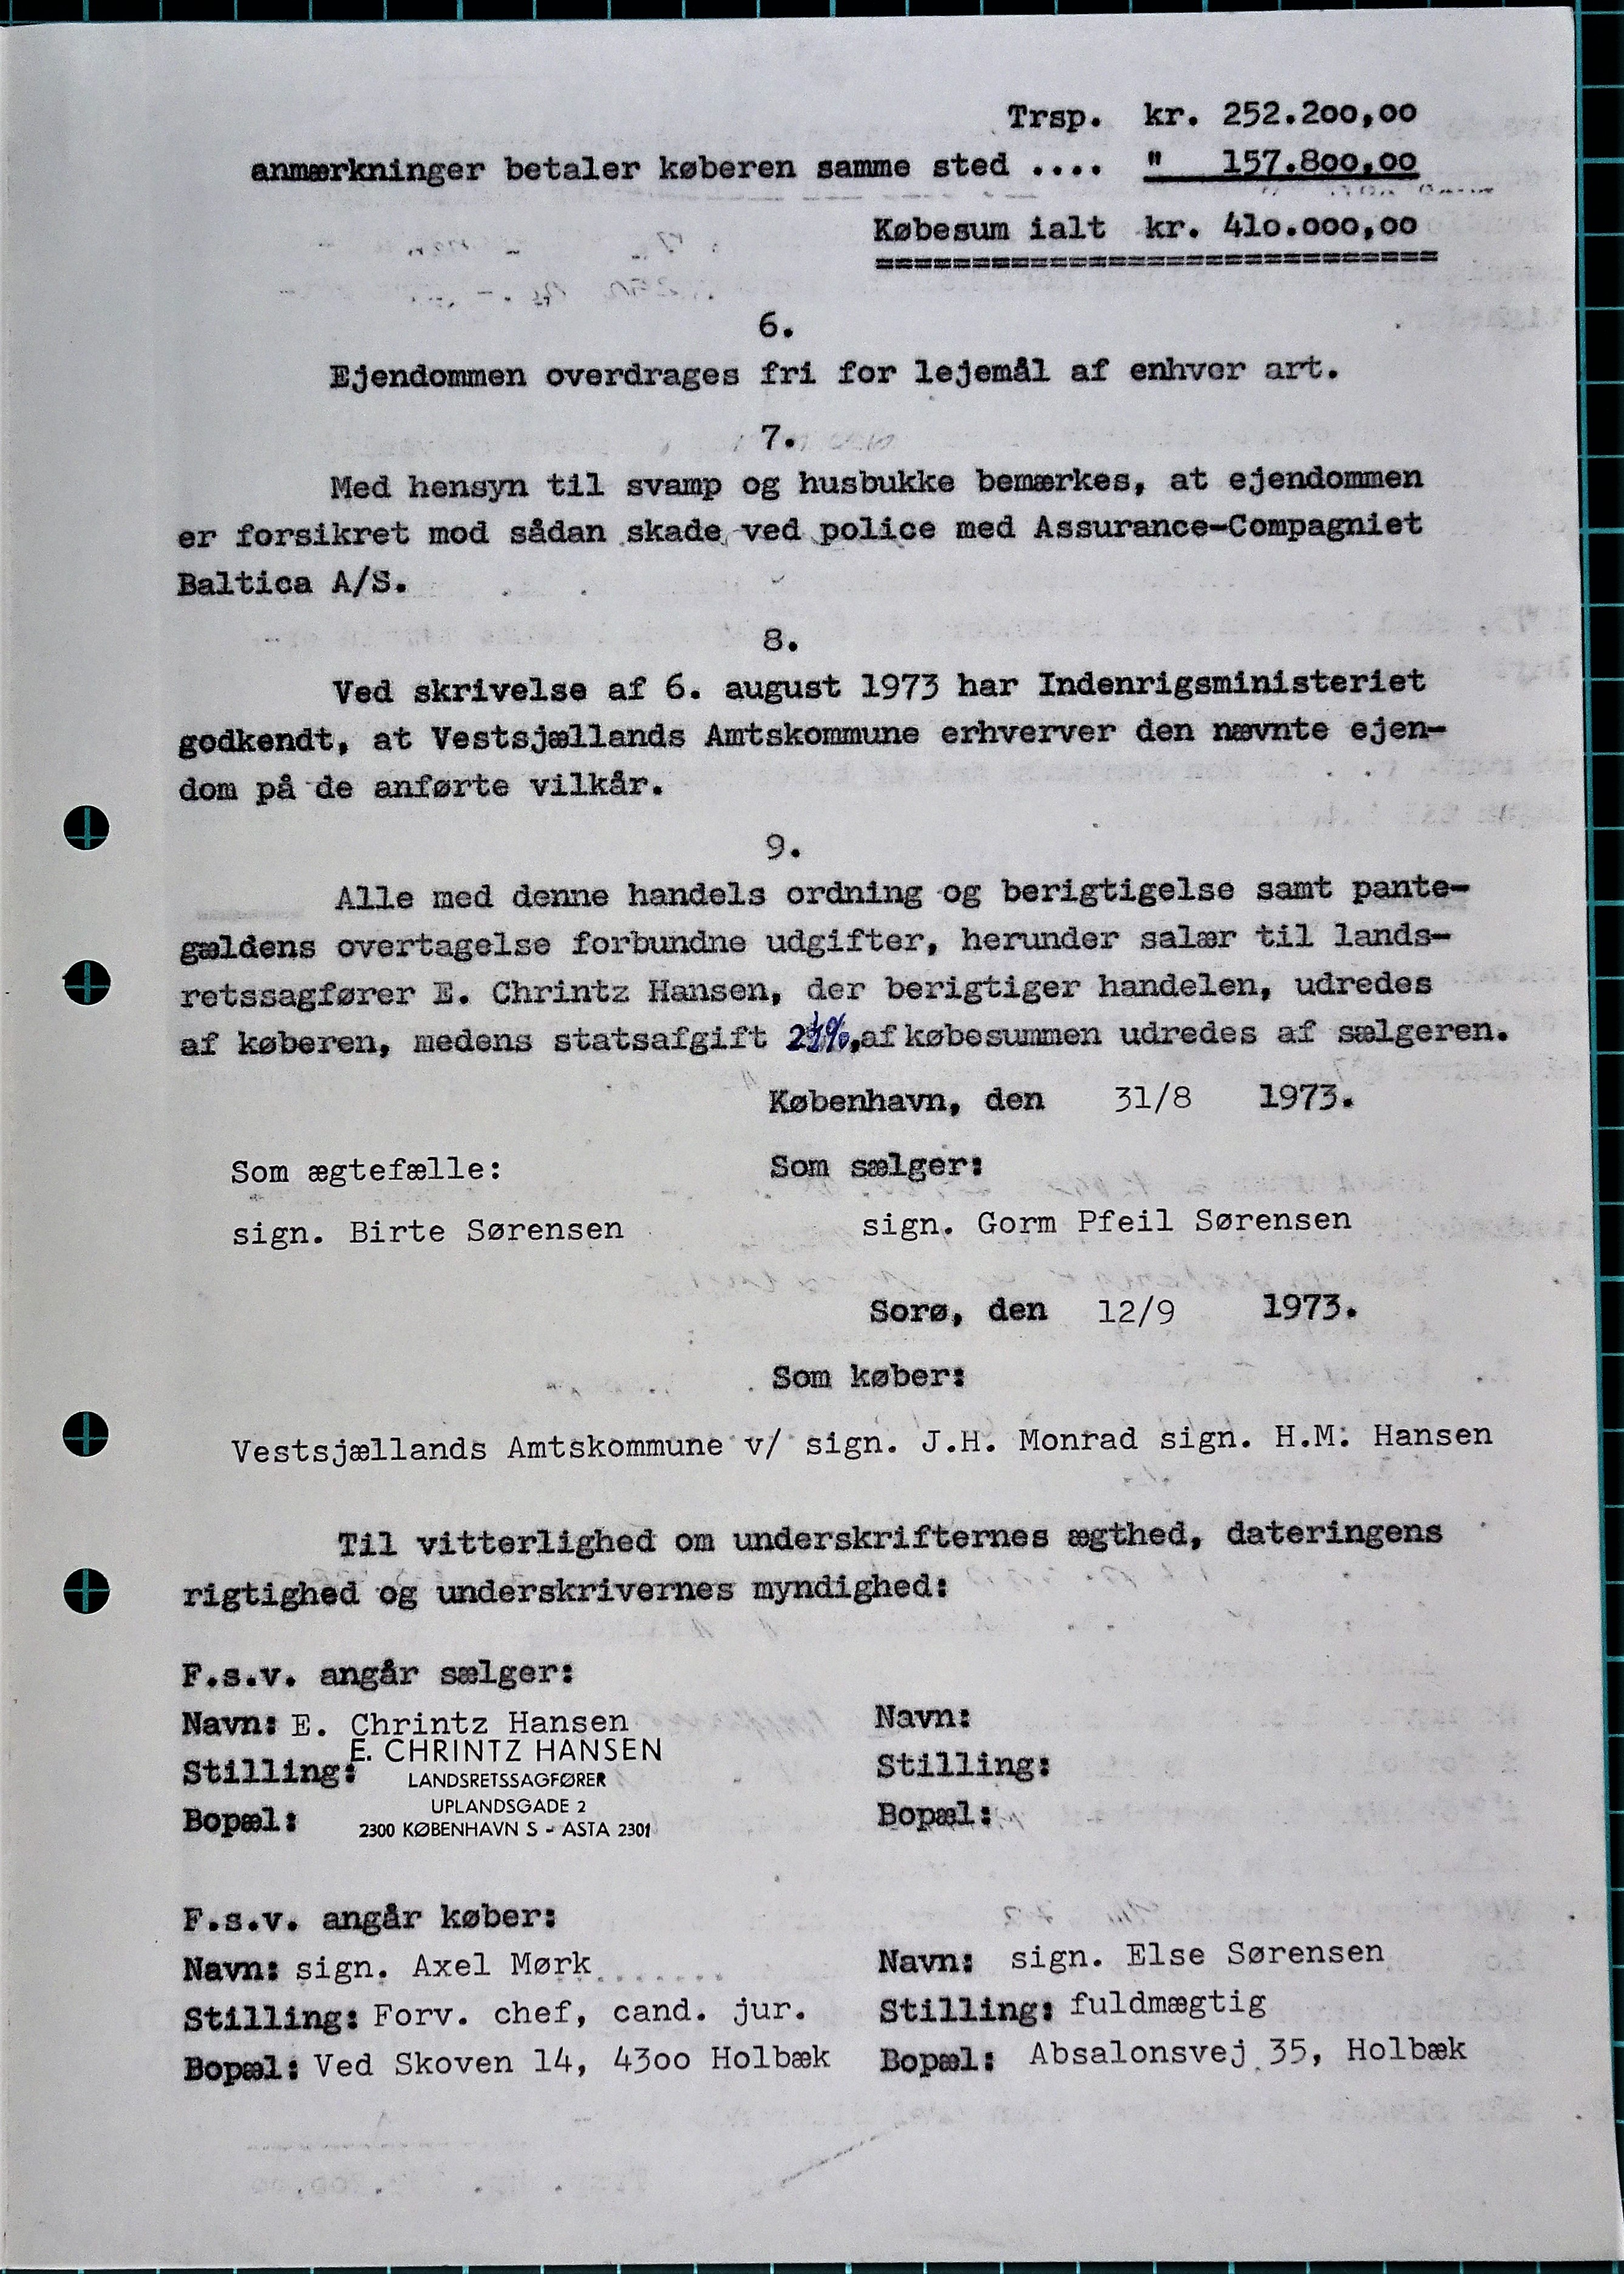 Trsp. kr. 252.2oo,oo
anmærkninger betaler køberen samme sted .... " 157.8oo,oo
Købesum ialt kr. 41o.ooo,oo
=============================
6.
Ejendommen overdrages fri for lejemål af enhver art.
7.
Med hensyn til svamp og husbukke bemærkes, at ejendommen
er forsikret mod sådan skade ved police med Assurance-Compagniet
Baltica A/S.
8.
Ved skrivelse af 6. august 1973 har Indenrigsministeriet
godkendt, at Vestsjællands Amtskommune erhverver den nævnte ejen-
dom på de anførte vilkår.
9.
Alle med denne handels ordning og berigtigelse samt pante-
gældens overtagelse forbundne udgifter, herunder salær til lands-
retssagfører E. Chrintz Hansen, der berigtiger handelen, udredes
af køberen, medens statsafgift 2½%, af købesummen udredes af sælgeren.
København, den 31/8 1973.
Som ægtefælle: Som sælger:
sign. Birte Sørensen sign. Gorm Pfeil Sørensen
Sorø, den 12/9 1973.
Som køber:
Vestsjællands Amtskommune v/ sign. J.H. Monrad sign. H.M. Hansen
Til vitterlighed om underskrifternes ægthed, dateringens
rigtighed og underskrivernes myndighed:
F.s.v. angår sælger:
Navn: E. Chrintz Hansen Navn:
E. CHRINTZ HANSEN
Stilling: LANDSRETSSAGFØRER Stilling:
UPLANDSGADE 2
Bopæl: 2300 KØBENHAVN S - ASTA 2301 Bopæl:
F.s.v. angår køber:
Navn: sign. Axel Mørk Navn: sign. Else Sørensen
Stilling: Forv. chef, cand. jur. Stilling: fuldmægtig
Bopæl: Ved Skoven 14, 43oo Holbæk Bopæl: Absalonsvej 35, Holbæk